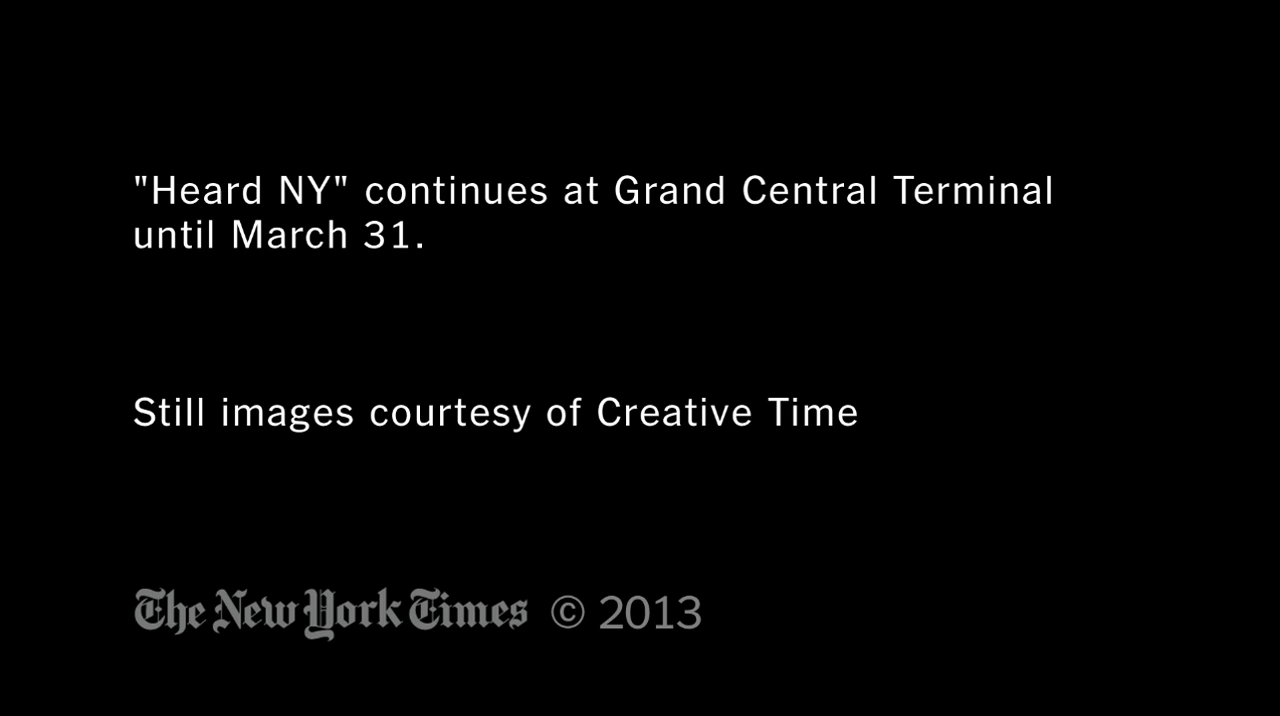 "Heard NY" continues at Grand Central Terminal
until March 31.
Still images courtesy of Creative Time
The New York Times © 2013